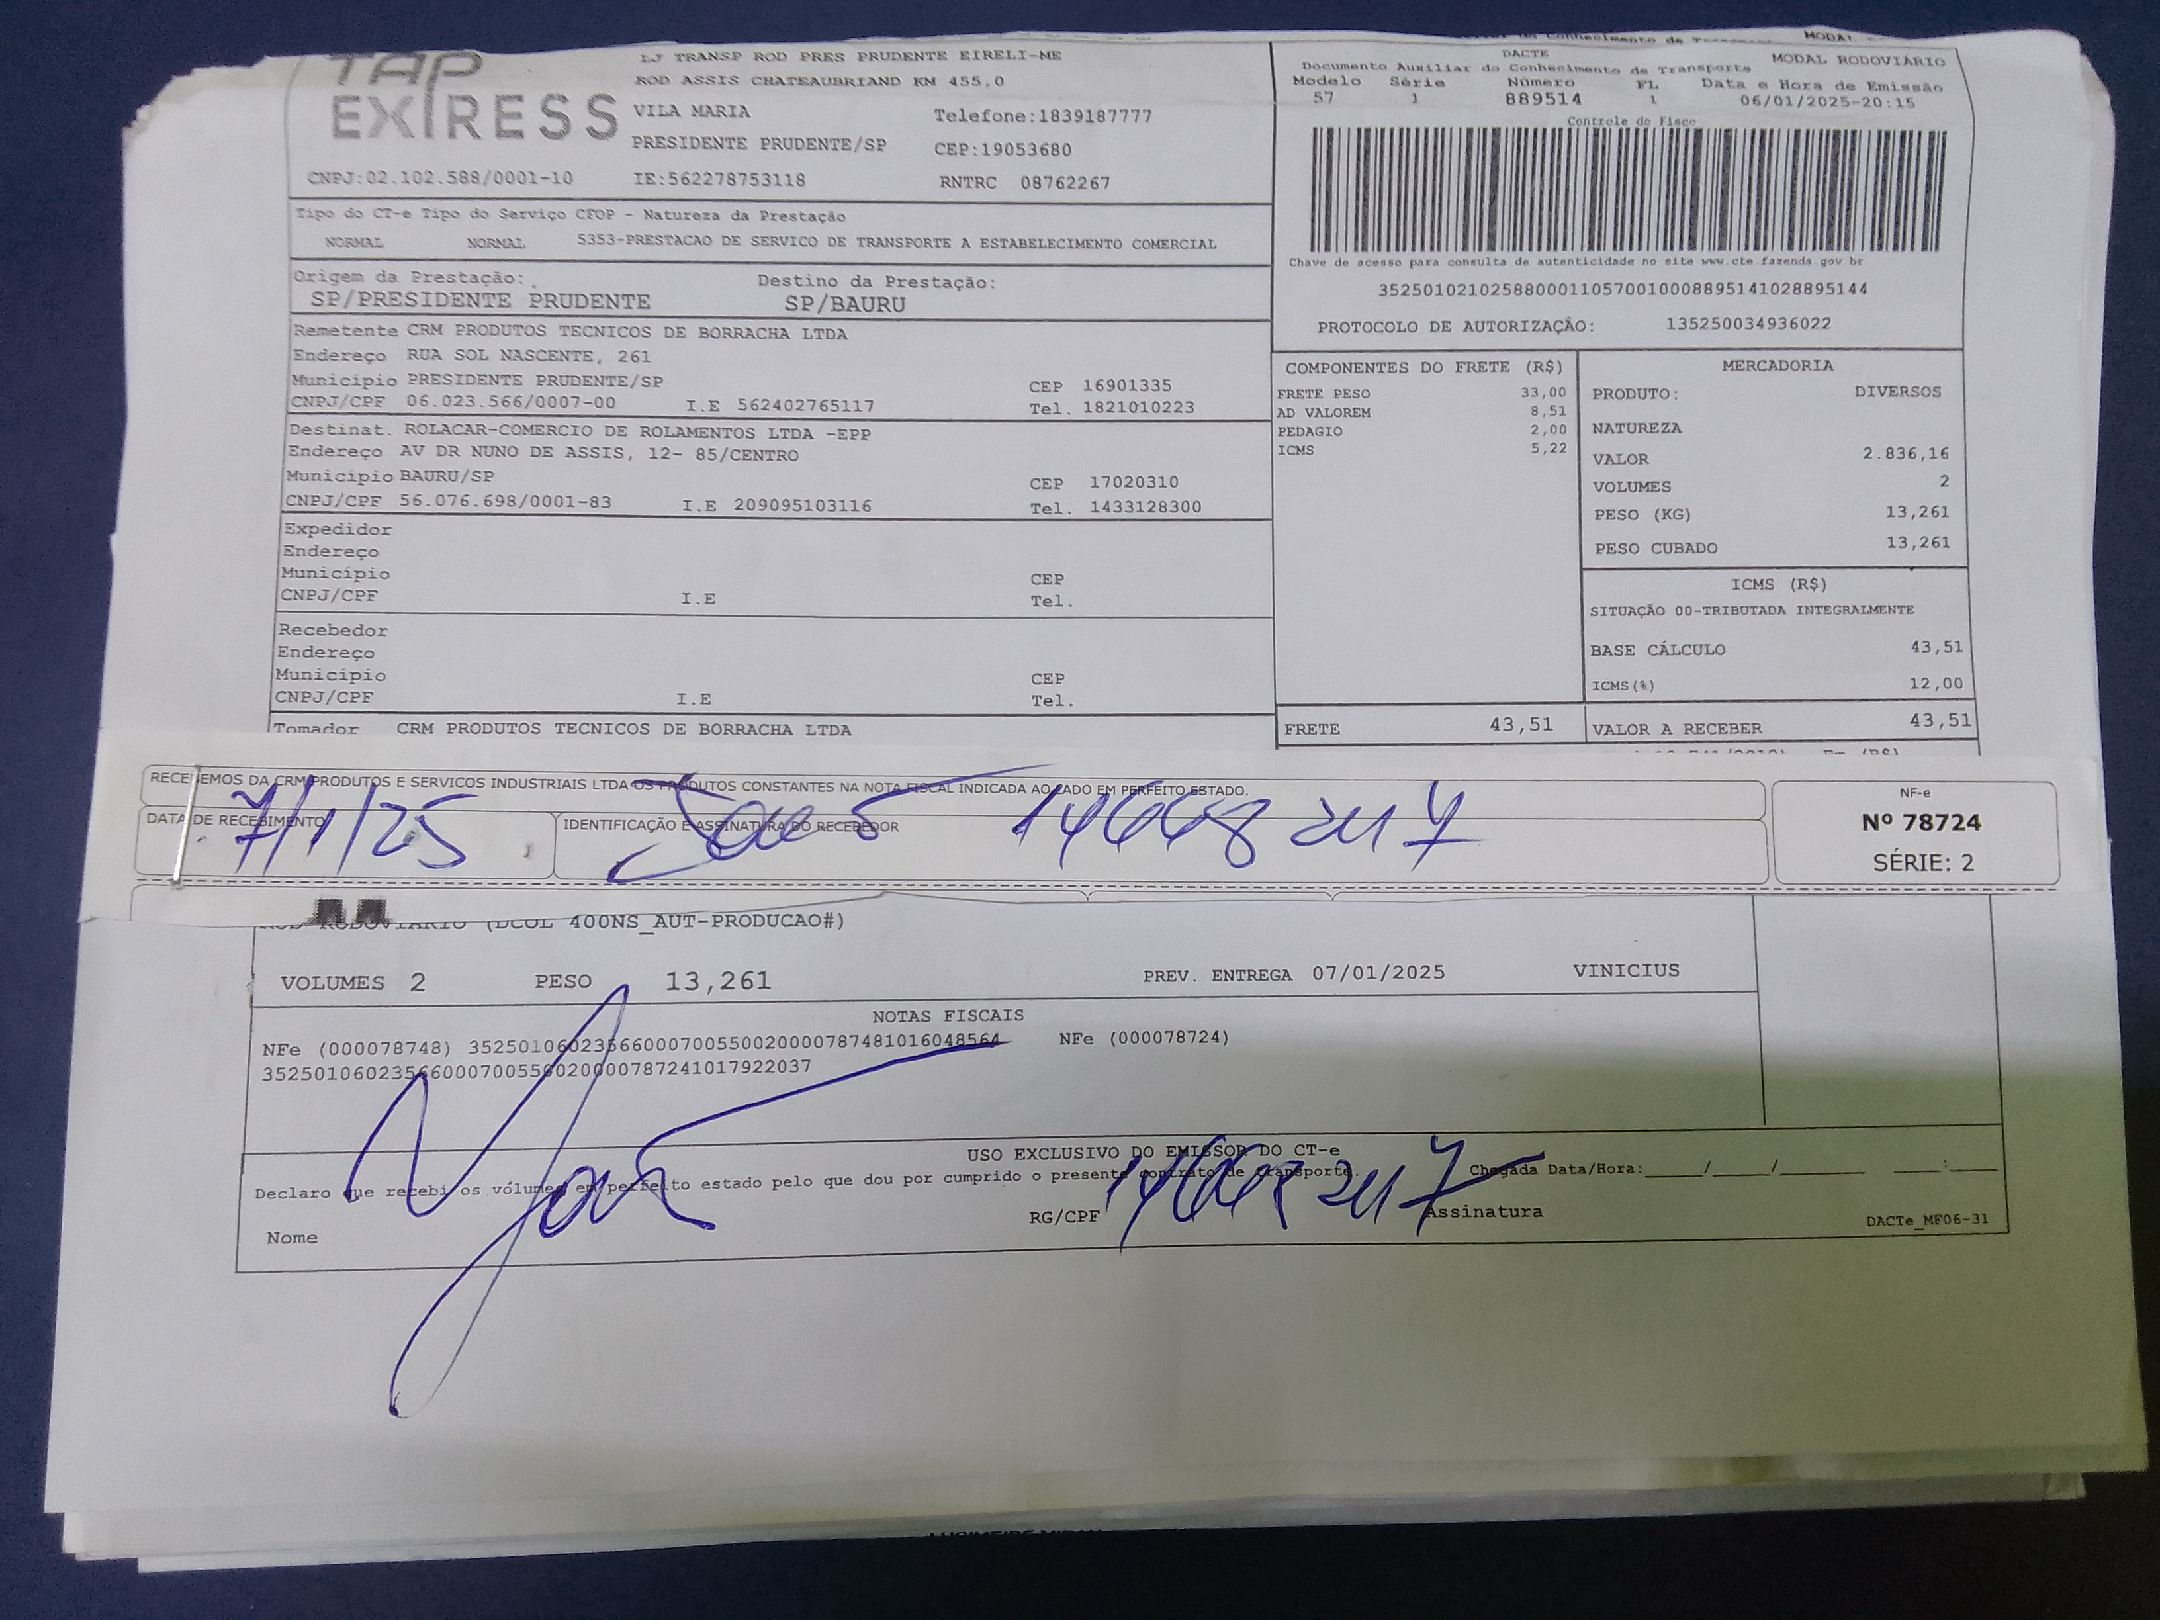 TAP EXPRESS
LJ TRANSP ROD PRES PRUDENTE EIRELI-ME
ROD ASSIS CHATEAUBRIAND KM 455,0
VILA MARIA Telefone:1839187777
PRESIDENTE PRUDENTE/SP CEP:19053680
CNPJ:02.102.588/0001-10 IE:562278753118 RNTRC 08762267
DACTE MODAL RODOVIÁRIO
Documento Auxiliar do Conhecimento de Transporte
Modelo Série Número FL Data e Hora de Emissão
57 1 889514 1 06/01/2025-20:15
Controle do Fisco
Chave de acesso para consulta de autenticidade no site www.cte.fazenda.gov.br
35250102102588000110570010008895141028895144
PROTOCOLO DE AUTORIZAÇÃO: 135250034936022
Tipo do CT-e Tipo do Serviço CFOP - Natureza da Prestação
NORMAL NORMAL 5353-PRESTACAO DE SERVICO DE TRANSPORTE A ESTABELECIMENTO COMERCIAL
Origem da Prestação: Destino da Prestação:
SP/PRESIDENTE PRUDENTE SP/BAURU
Remetente CRM PRODUTOS TECNICOS DE BORRACHA LTDA
Endereço RUA SOL NASCENTE, 261
Município PRESIDENTE PRUDENTE/SP CEP 16901335
CNPJ/CPF 06.023.566/0007-00 I.E 562402765117 Tel. 1821010223
Destinat. ROLACAR-COMERCIO DE ROLAMENTOS LTDA -EPP
Endereço AV DR NUNO DE ASSIS, 12- 85/CENTRO
Município BAURU/SP CEP 17020310
CNPJ/CPF 56.076.698/0001-83 I.E 209095103116 Tel. 1433128300
Expedidor
Endereço
Município CEP
CNPJ/CPF I.E Tel.
Recebedor
Endereço
Município CEP
CNPJ/CPF I.E Tel.
Tomador CRM PRODUTOS TECNICOS DE BORRACHA LTDA
COMPONENTES DO FRETE (R$)
FRETE PESO 33,00
AD VALOREM 8,51
PEDAGIO 2,00
ICMS 5,22
FRETE 43,51
MERCADORIA
PRODUTO: DIVERSOS
NATUREZA
VALOR 2.836,16
VOLUMES 2
PESO (KG) 13,261
PESO CUBADO 13,261
ICMS (R$)
SITUAÇÃO 00-TRIBUTADA INTEGRALMENTE
BASE CÁLCULO 43,51
ICMS(%) 12,00
VALOR A RECEBER 43,51
RECEBEMOS DA CRM PRODUTOS E SERVICOS INDUSTRIAIS LTDA OS PRODUTOS CONSTANTES NA NOTA FISCAL INDICADA AO LADO EM PERFEITO ESTADO.
DATA DE RECEBIMENTO IDENTIFICAÇÃO E ASSINATURA DO RECEBEDOR
7/1/25
NF-e
Nº 78724
SÉRIE: 2
RODOVIARIO (DCOL 400NS_AUT-PRODUCAO#)
VOLUMES 2 PESO 13,261 PREV. ENTREGA 07/01/2025 VINICIUS
NOTAS FISCAIS
NFe (000078748) 35250106023566000700550020000787481016048564 NFe (000078724)
35250106023566000700550020000787241017922037
USO EXCLUSIVO DO EMISSOR DO CT-e
Declaro que recebi os vólumes em perfeito estado pelo que dou por cumprido o presente contrato de transporte. Chegada Data/Hora:____/____/______ ____:____
Nome RG/CPF Assinatura
DACTe_MF06-31